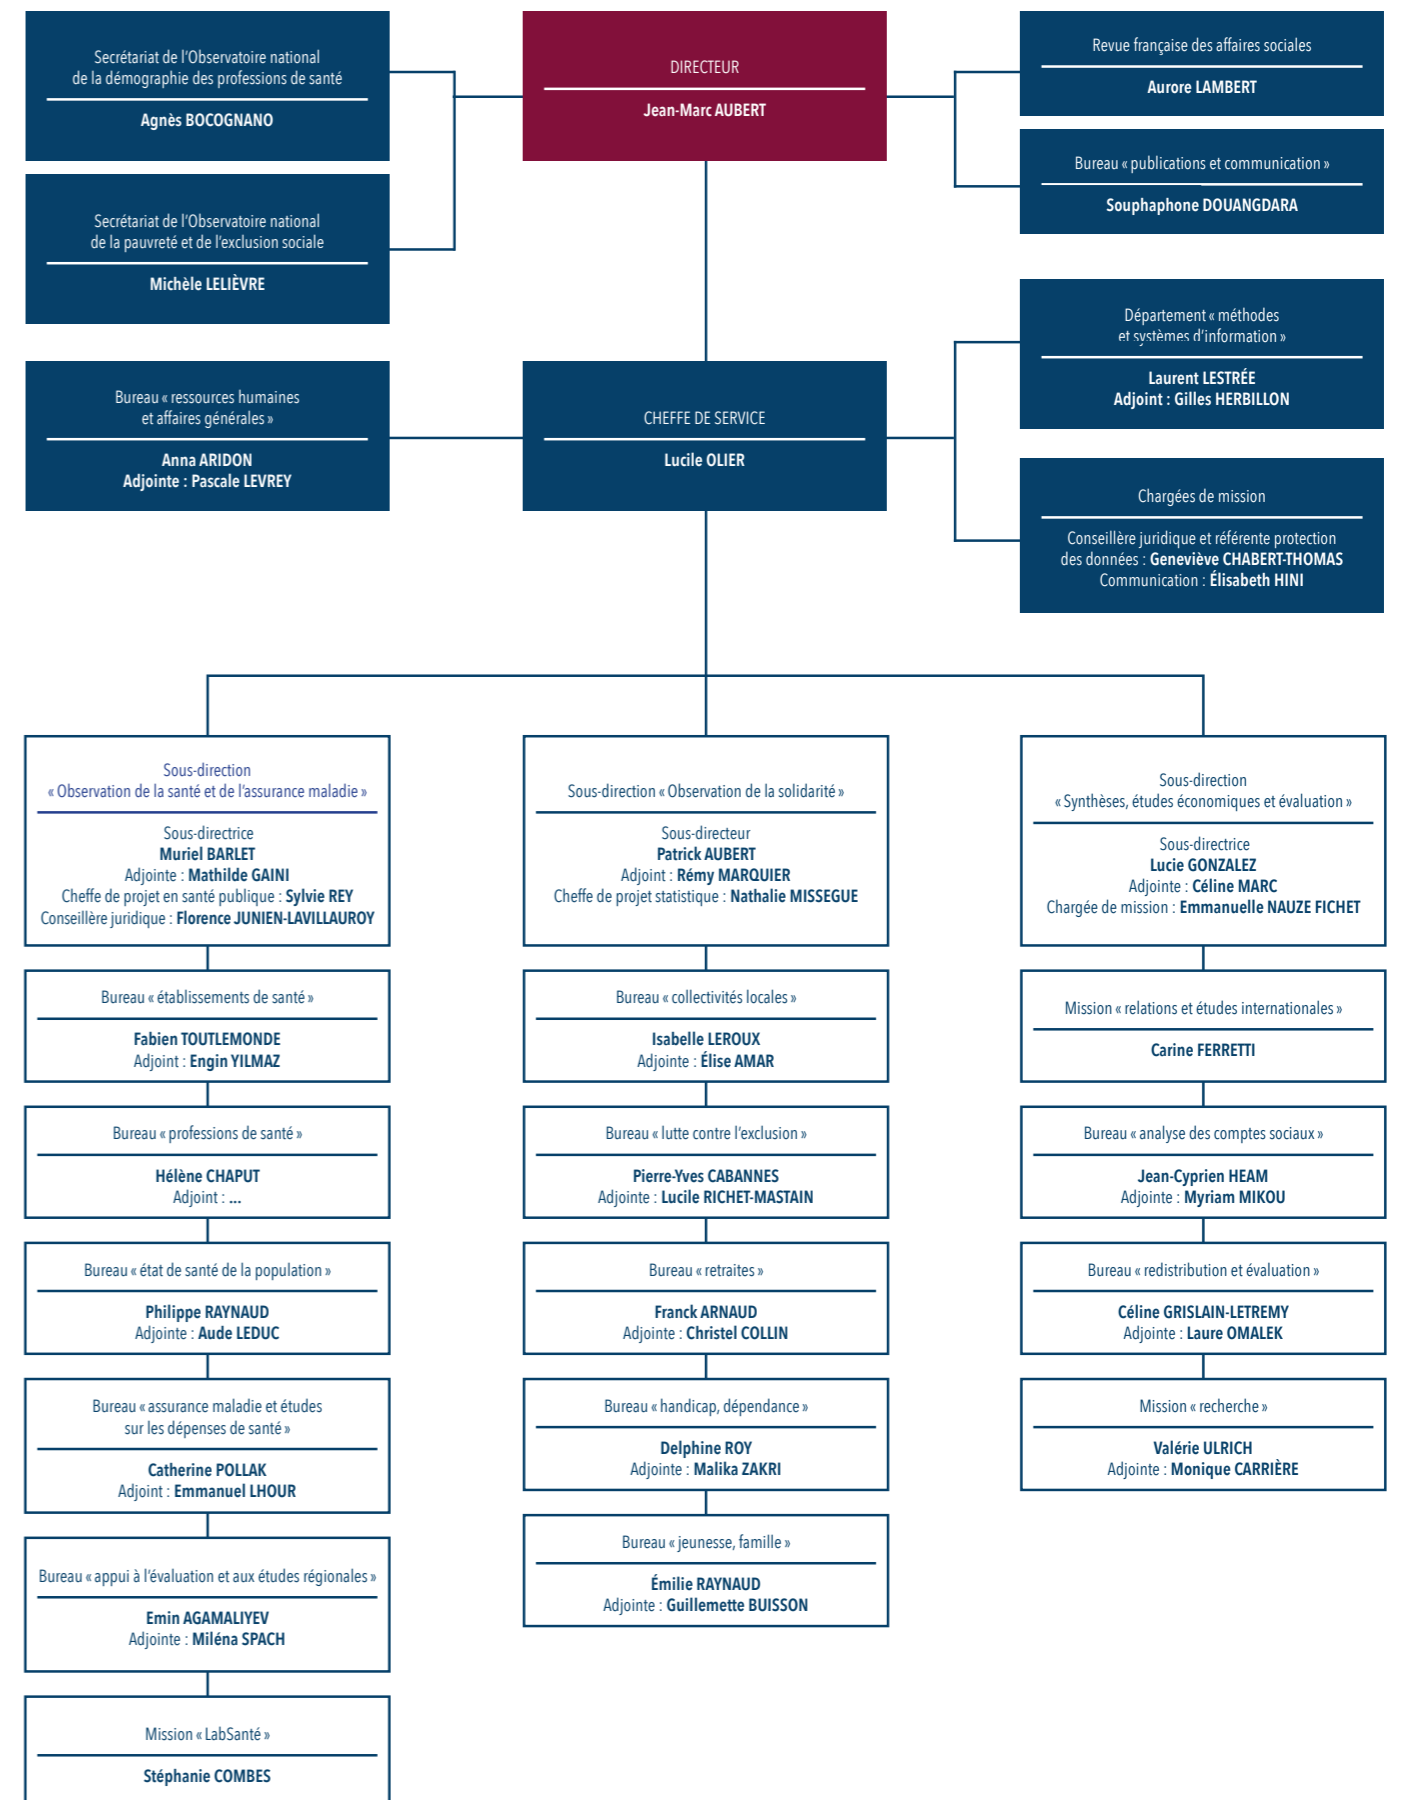 Secrétariat de l'Observatoire national
de la démographie des professions de santé
Agnès BOCOGNANO
Secrétariat de l'Observatoire national
de la pauvreté et de l'exclusion sociale
Michèle LELIÈVRE
DIRECTEUR
Jean-Marc AUBERT
Revue française des affaires sociales
Aurore LAMBERT
Bureau « publications et communication »
Souphaphone DOUANGDARA
Bureau « ressources humaines
et affaires générales »
Anna ARIDON
Adjointe : Pascale LEVREY
CHEFFE DE SERVICE
Lucile OLIER
Département « méthodes
et systèmes d'information »
Laurent LESTRÉE
Adjoint : Gilles HERBILLON
Chargées de mission
Conseillère juridique et référente protection
des données : Geneviève CHABERT-THOMAS
Communication : Élisabeth HINI
Sous-direction
« Observation de la santé et de l'assurance maladie »
Sous-directrice
Muriel BARLET
Adjointe : Mathilde GAINI
Cheffe de projet en santé publique : Sylvie REY
Conseillère juridique : Florence JUNIEN-LAVILLAUROY
Bureau « établissements de santé »
Fabien TOUTLEMONDE
Adjoint : Engin YILMAZ
Bureau « professions de santé »
Hélène CHAPUT
Adjoint : ...
Bureau « état de santé de la population »
Philippe RAYNAUD
Adjointe : Aude LEDUC
Bureau « assurance maladie et études
sur les dépenses de santé »
Catherine POLLAK
Adjoint : Emmanuel LHOUR
Bureau « appui à l'évaluation et aux études régionales »
Emin AGAMALIYEV
Adjointe : Miléna SPACH
Mission « LabSanté »
Stéphanie COMBES
Sous-direction « Observation de la solidarité »
Sous-directeur
Patrick AUBERT
Adjoint : Rémy MARQUIER
Cheffe de projet statistique : Nathalie MISSEGUE
Bureau « collectivités locales »
Isabelle LEROUX
Adjointe : Élise AMAR
Bureau « lutte contre l'exclusion »
Pierre-Yves CABANNES
Adjointe : Lucile RICHET-MASTAIN
Bureau « retraites »
Franck ARNAUD
Adjointe : Christel COLLIN
Bureau « handicap, dépendance »
Delphine ROY
Adjointe : Malika ZAKRI
Bureau « jeunesse, famille »
Émilie RAYNAUD
Adjointe : Guillemette BUISSON
Sous-direction
« Synthèses, études économiques et évaluation »
Sous-directrice
Lucie GONZALEZ
Adjointe : Céline MARC
Chargée de mission : Emmanuelle NAUZE FICHET
Mission « relations et études internationales »
Carine FERRETTI
Bureau « analyse des comptes sociaux »
Jean-Cyprien HEAM
Adjointe : Myriam MIKOU
Bureau « redistribution et évaluation »
Céline GRISLAIN-LETREMY
Adjointe : Laure OMALEK
Mission « recherche »
Valérie ULRICH
Adjointe : Monique CARRIÈRE